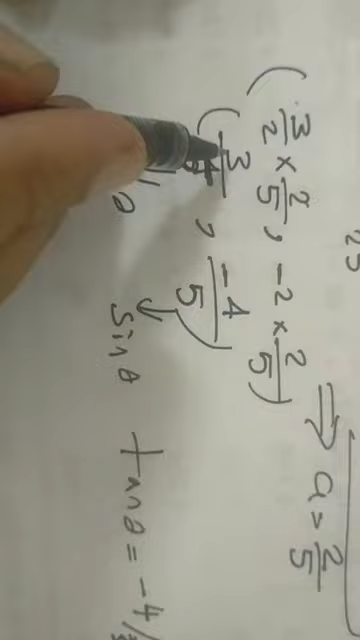 25
⇒ a = 2/5
(3/2 × 2/5, -2 × 2/5)
(3/5, -4/5)
↓
sinθ
tanθ = -4/3